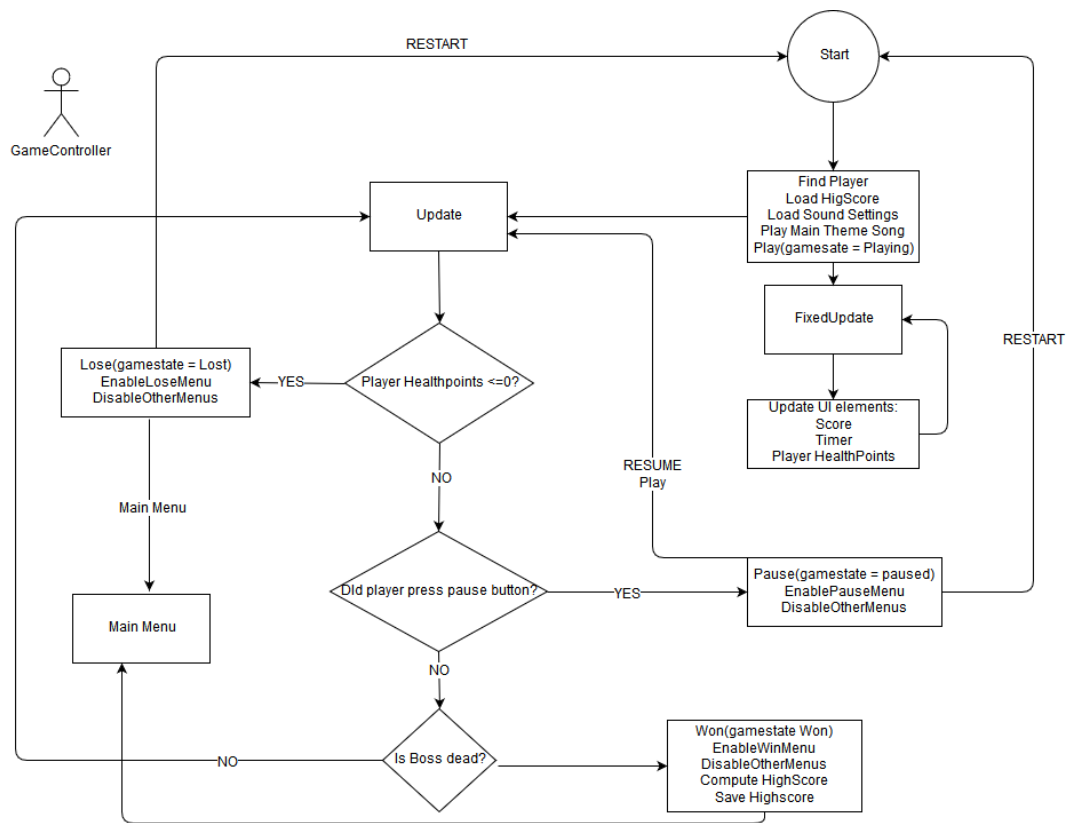 RESTART
Start
GameController
Find Player
Load HigScore
Load Sound Settings
Play Main Theme Song
Play(gamesate = Playing)
Update
FixedUpdate
RESTART
Lose(gamestate = Lost)
EnableLoseMenu
DisableOtherMenus
YES
Player Healthpoints <=0?
Update UI elements:
Score
Timer
Player HealthPoints
RESUME
Play
NO
Main Menu
Pause(gamestate = paused)
EnablePauseMenu
DisableOtherMenus
DId player press pause button?
YES
Main Menu
NO
Won(gamestate Won)
EnableWinMenu
DisableOtherMenus
Compute HighScore
Save Highscore
NO
Is Boss dead?